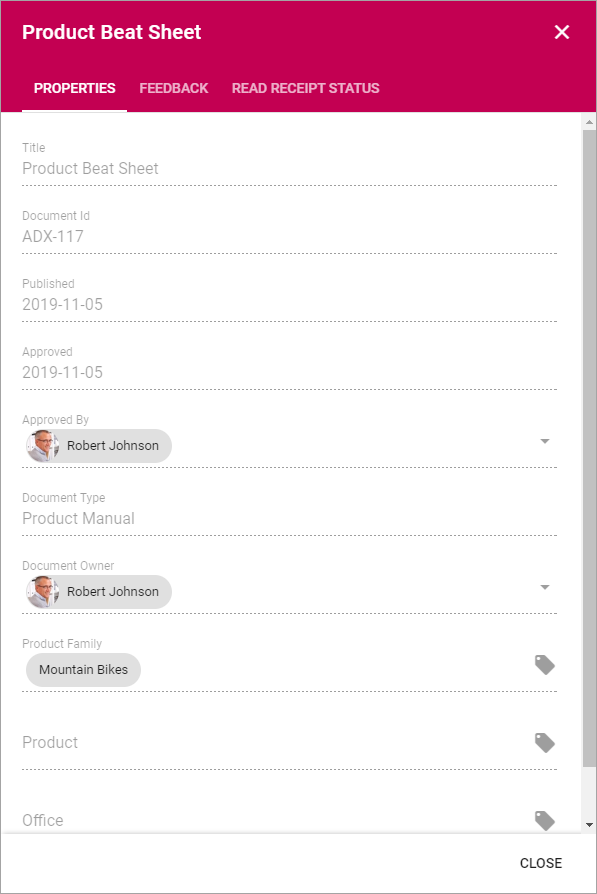 Product Beat Sheet
PROPERTIES FEEDBACK READ RECEIPT STATUS
Title
Product Beat Sheet
Document Id
ADX-117
Published
2019-11-05
Approved
2019-11-05
Approved By
Robert Johnson
Document Type
Product Manual
Document Owner
Robert Johnson
Product Family
Mountain Bikes
Product
Office
CLOSE